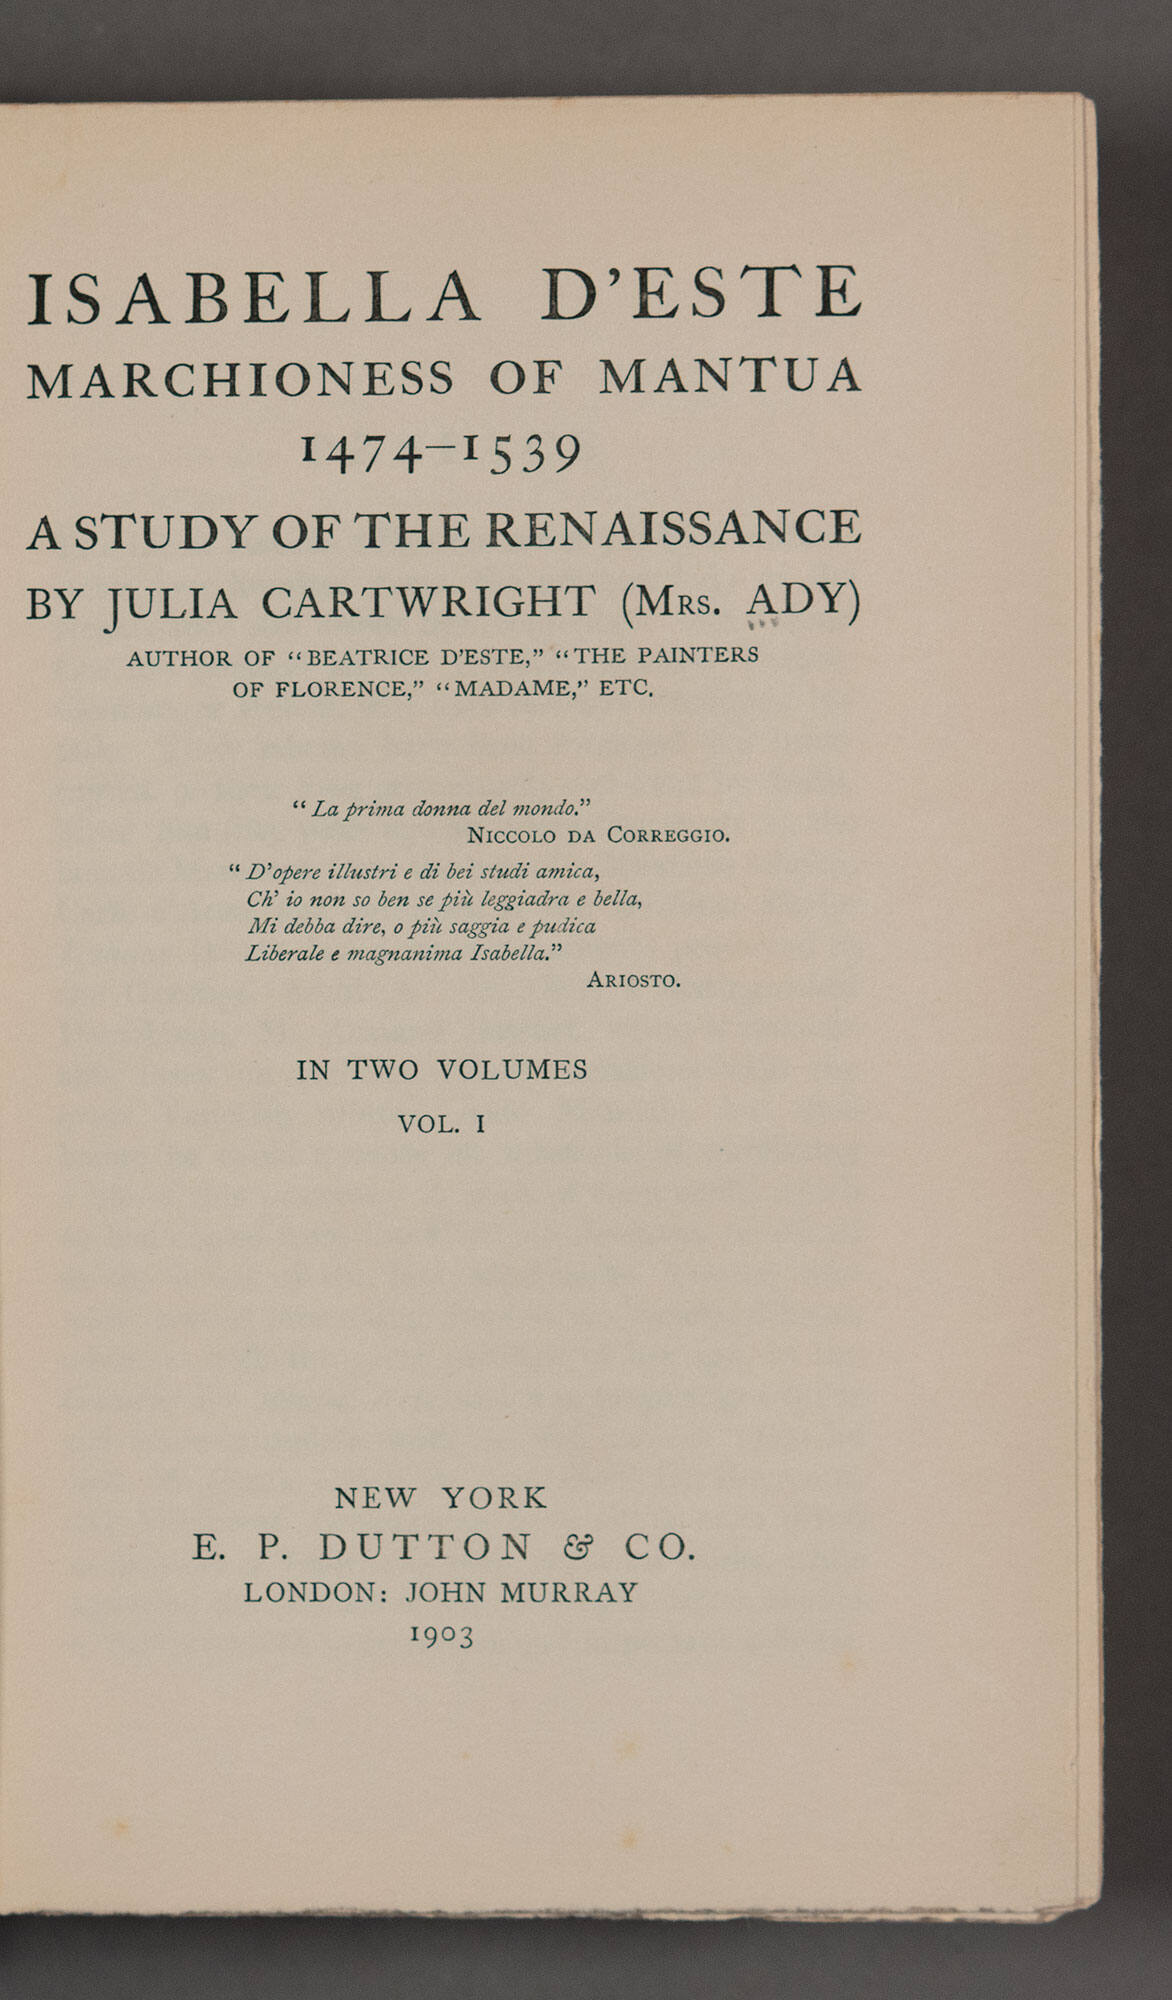 ISABELLA D'ESTE
MARCHIONESS OF MANTUA
1474—1539
A STUDY OF THE RENAISSANCE
BY JULIA CARTWRIGHT (MRS. ADY)
AUTHOR OF “BEATRICE D'ESTE,” “THE PAINTERS
OF FLORENCE,” “MADAME,” ETC.
“La prima donna del mondo.”
NICCOLO DA CORREGGIO.
“D'opere illustri e di bei studi amica,
Ch' io non so ben se più leggiadra e bella,
Mi debba dire, o più saggia e pudica
Liberale e magnanima Isabella.”
ARIOSTO.
IN TWO VOLUMES
VOL. I
NEW YORK
E. P. DUTTON & CO.
LONDON: JOHN MURRAY
1903